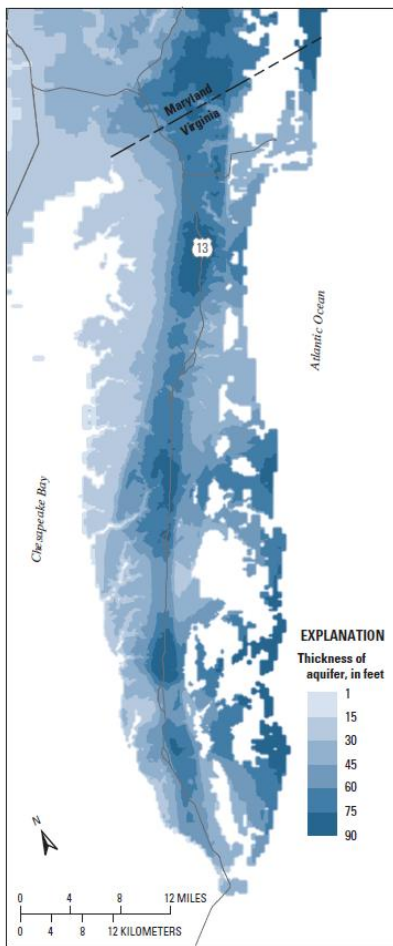 Maryland
Virginia
13
Atlantic Ocean
Chesapeake Bay
EXPLANATION
Thickness of
aquifer, in feet
1
15
30
45
60
75
90
N
0 4 8 12 MILES
0 4 8 12 KILOMETERS